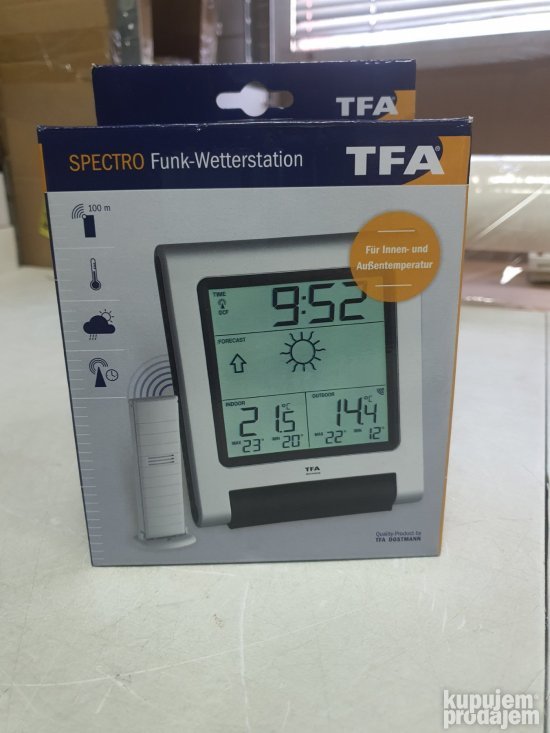 TFA
SPECTRO Funk-Wetterstation TFA®
100 m
Für Innen- und
Außentemperatur
TIME
DCF
9:52
FORECAST
INDOOR
21.5 °C
MAX 23° MIN 20°
OUTDOOR
14.4 °C
MAX 22° MIN 12°
TFA
Quality-Product by
TFA DOSTMANN
kupujem
prodajem